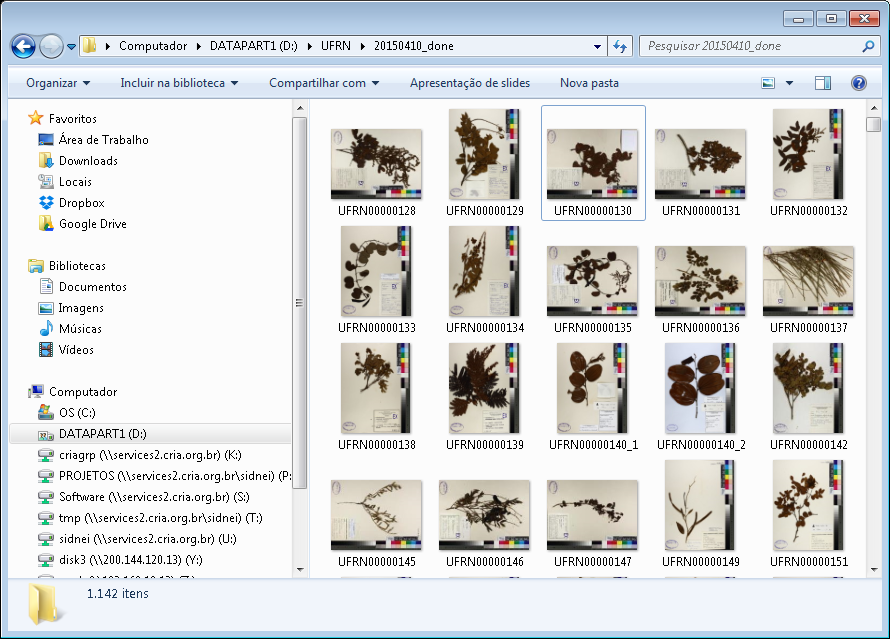 Computador DATAPART1 (D:) UFRN 20150410_done
Pesquisar 20150410_done
Organizar Incluir na biblioteca Compartilhar com Apresentação de slides Nova pasta
Favoritos
Área de Trabalho
Downloads
Locais
Dropbox
Google Drive
Bibliotecas
Documentos
Imagens
Músicas
Vídeos
Computador
OS (C:)
DATAPART1 (D:)
criagrp (\\services2.cria.org.br) (K:)
PROJETOS (\\services2.cria.org.br\sidnei) (P:
Software (\\services2.cria.org.br) (S:)
tmp (\\services2.cria.org.br\sidnei) (T:)
sidnei (\\services2.cria.org.br) (U:)
disk3 (\\200.144.120.13) (Y:)
UFRN00000128 UFRN00000129 UFRN00000130 UFRN00000131 UFRN00000132
UFRN00000133 UFRN00000134 UFRN00000135 UFRN00000136 UFRN00000137
UFRN00000138 UFRN00000139 UFRN00000140_1 UFRN00000140_2 UFRN00000142
UFRN00000145 UFRN00000146 UFRN00000147 UFRN00000149 UFRN00000151
1.142 itens